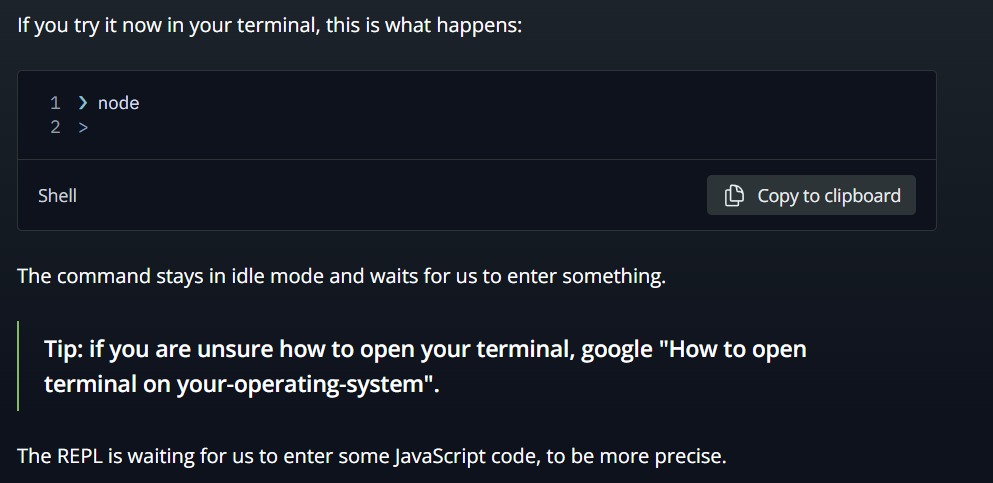 If you try it now in your terminal, this is what happens:
1 ❯ node
2 >
Shell
Copy to clipboard
The command stays in idle mode and waits for us to enter something.
Tip: if you are unsure how to open your terminal, google "How to open
terminal on your-operating-system".
The REPL is waiting for us to enter some JavaScript code, to be more precise.